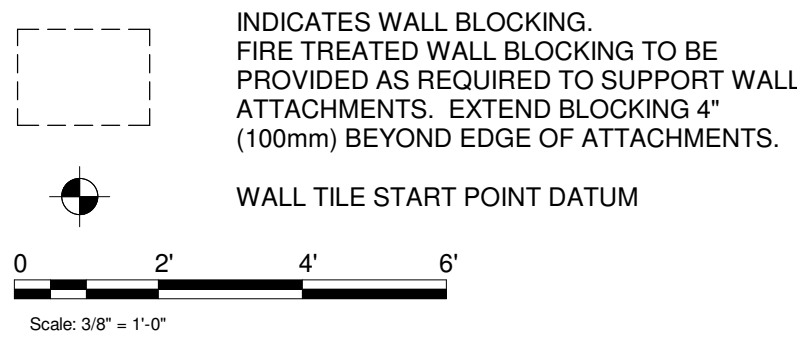 INDICATES WALL BLOCKING.
FIRE TREATED WALL BLOCKING TO BE
PROVIDED AS REQUIRED TO SUPPORT WALL
ATTACHMENTS. EXTEND BLOCKING 4"
(100mm) BEYOND EDGE OF ATTACHMENTS.
WALL TILE START POINT DATUM
0 2' 4' 6'
Scale: 3/8" = 1'-0"